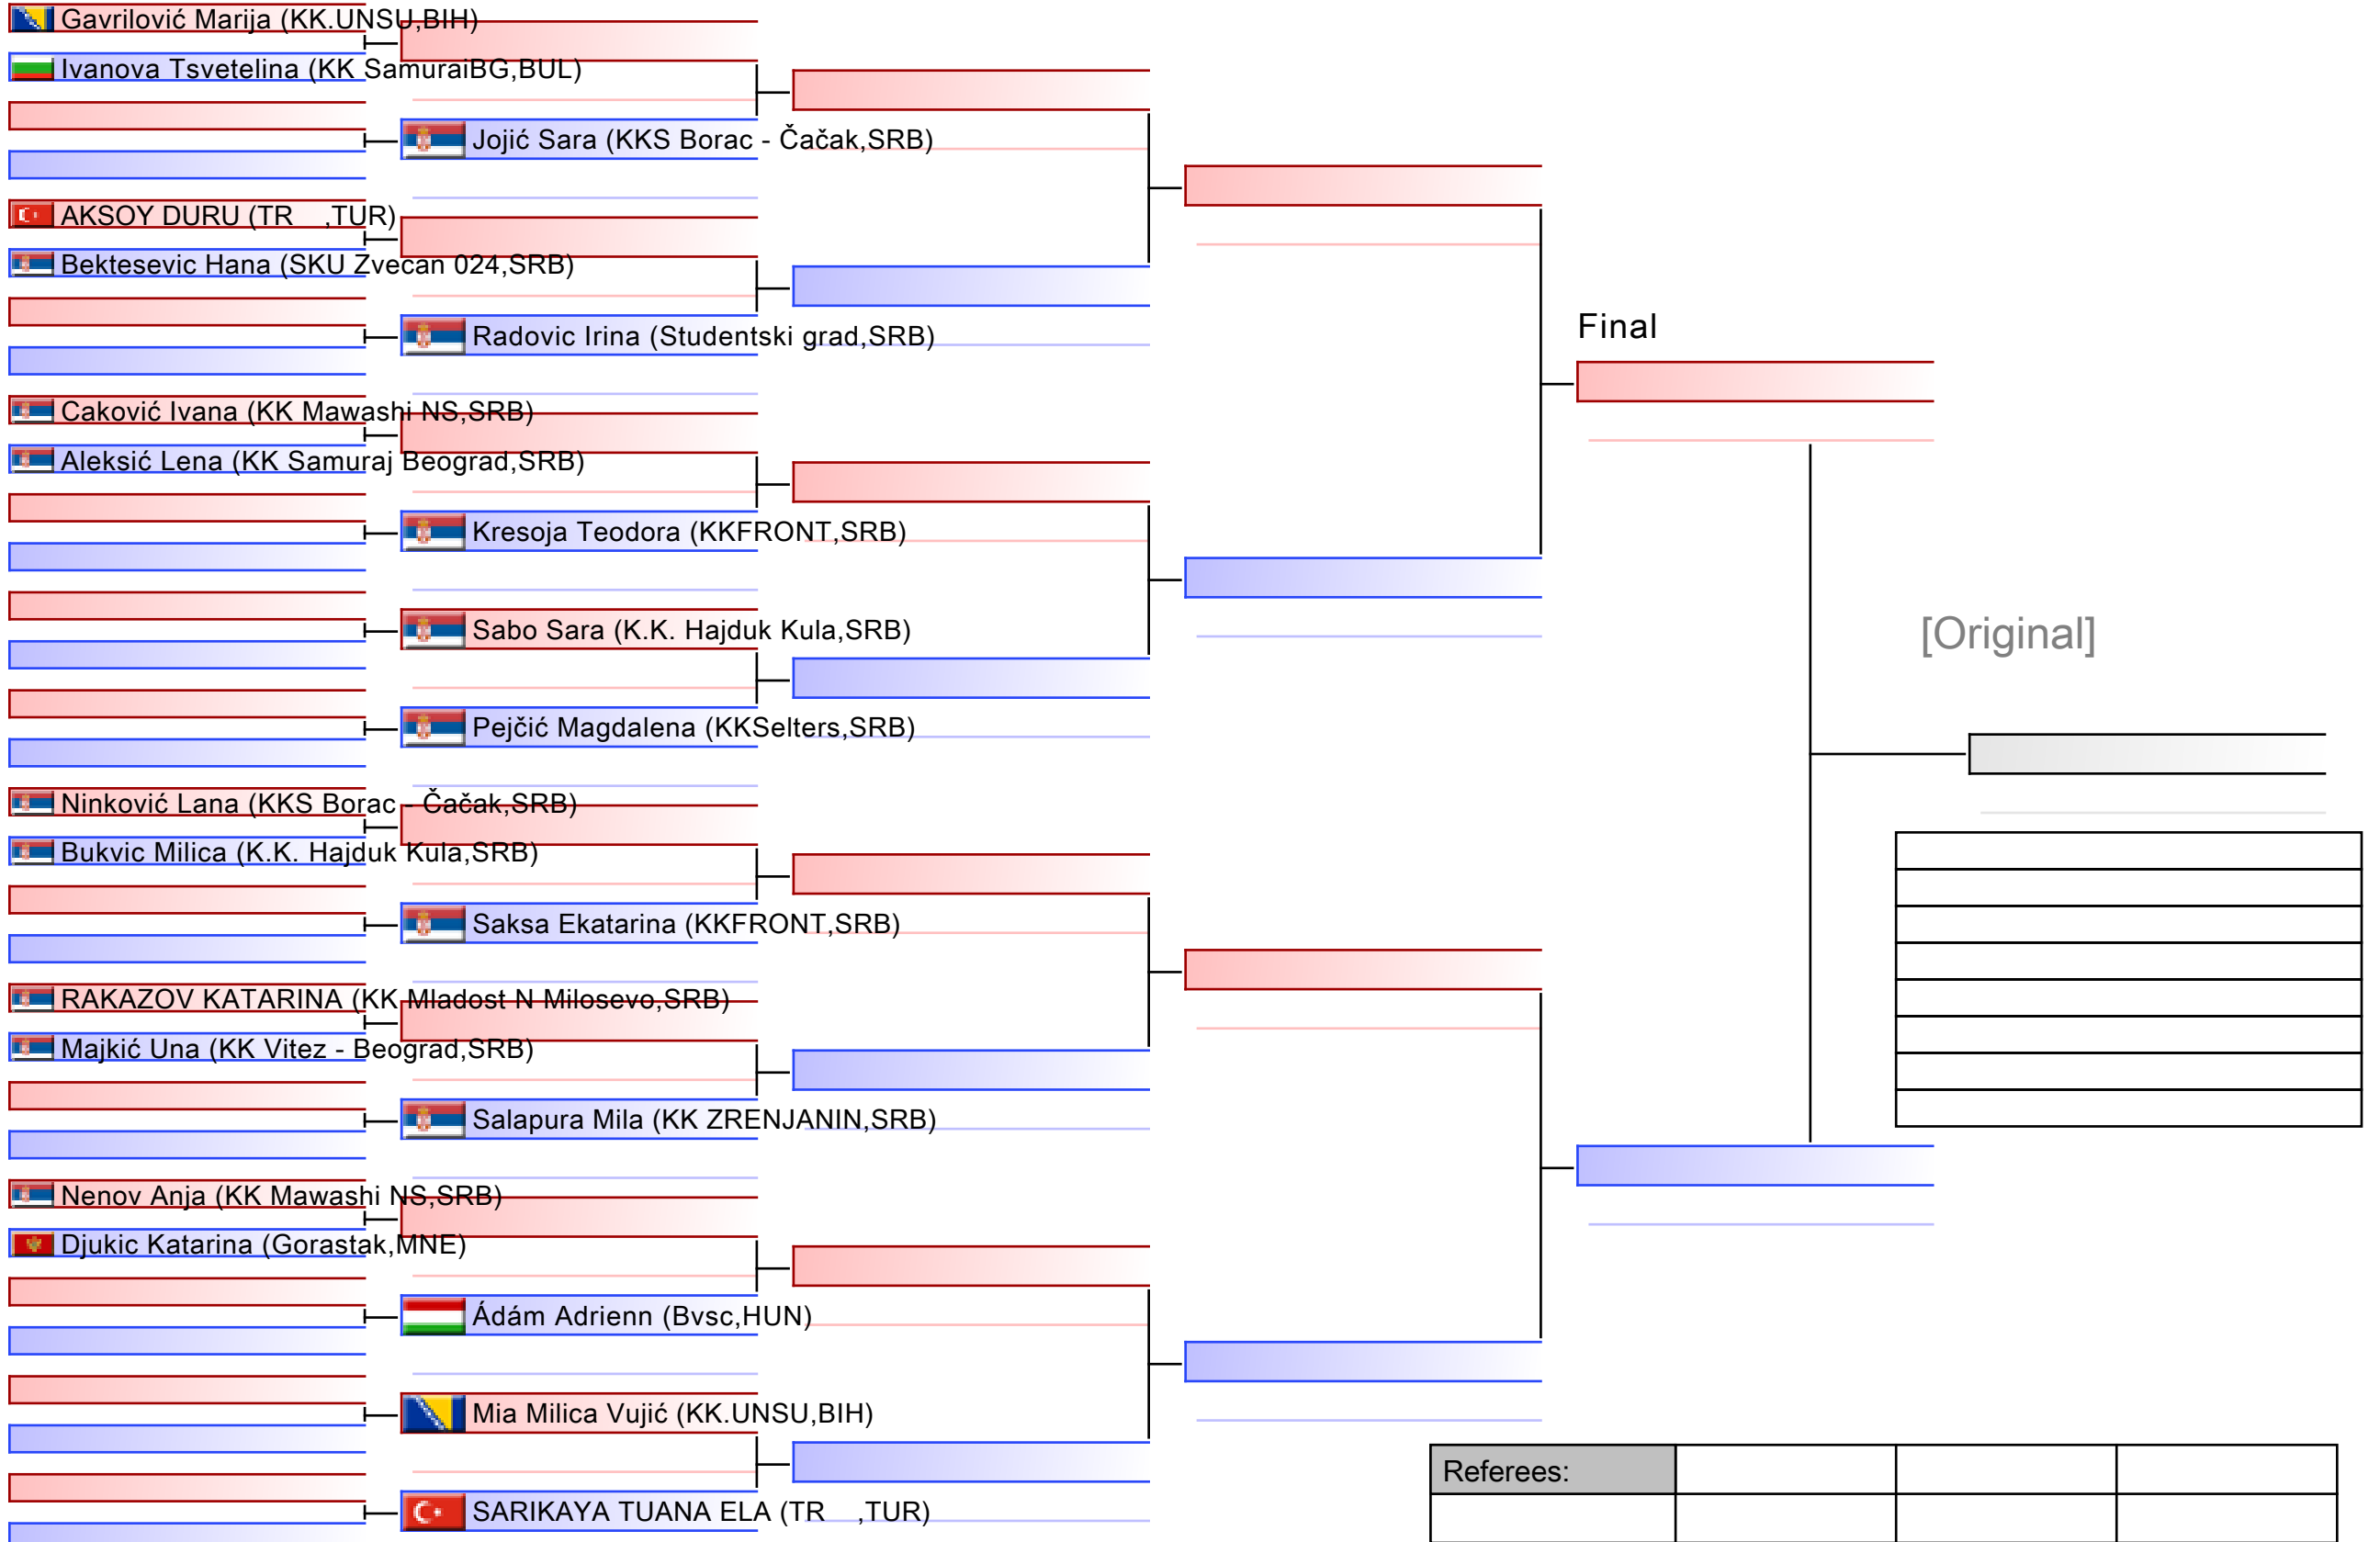 Gavrilović Marija (KK.UNSU,BIH)
Ivanova Tsvetelina (KK SamuraiBG,BUL)
Jojić Sara (KKS Borac - Čačak,SRB)
AKSOY DURU (TR ,TUR)
Bektesevic Hana (SKU Zvecan 024,SRB)
Radovic Irina (Studentski grad,SRB)
Final
Caković Ivana (KK Mawashi NS,SRB)
Aleksić Lena (KK Samuraj Beograd,SRB)
Kresoja Teodora (KKFRONT,SRB)
Sabo Sara (K.K. Hajduk Kula,SRB)
[Original]
Pejčić Magdalena (KKSelters,SRB)
Ninković Lana (KKS Borac - Čačak,SRB)
Bukvic Milica (K.K. Hajduk Kula,SRB)
Saksa Ekatarina (KKFRONT,SRB)
RAKAZOV KATARINA (KK Mladost N Milosevo,SRB)
Majkić Una (KK Vitez - Beograd,SRB)
Salapura Mila (KK ZRENJANIN,SRB)
Nenov Anja (KK Mawashi NS,SRB)
Djukic Katarina (Gorastak,MNE)
Ádám Adrienn (Bvsc,HUN)
Mia Milica Vujić (KK.UNSU,BIH)
Referees:
SARIKAYA TUANA ELA (TR ,TUR)